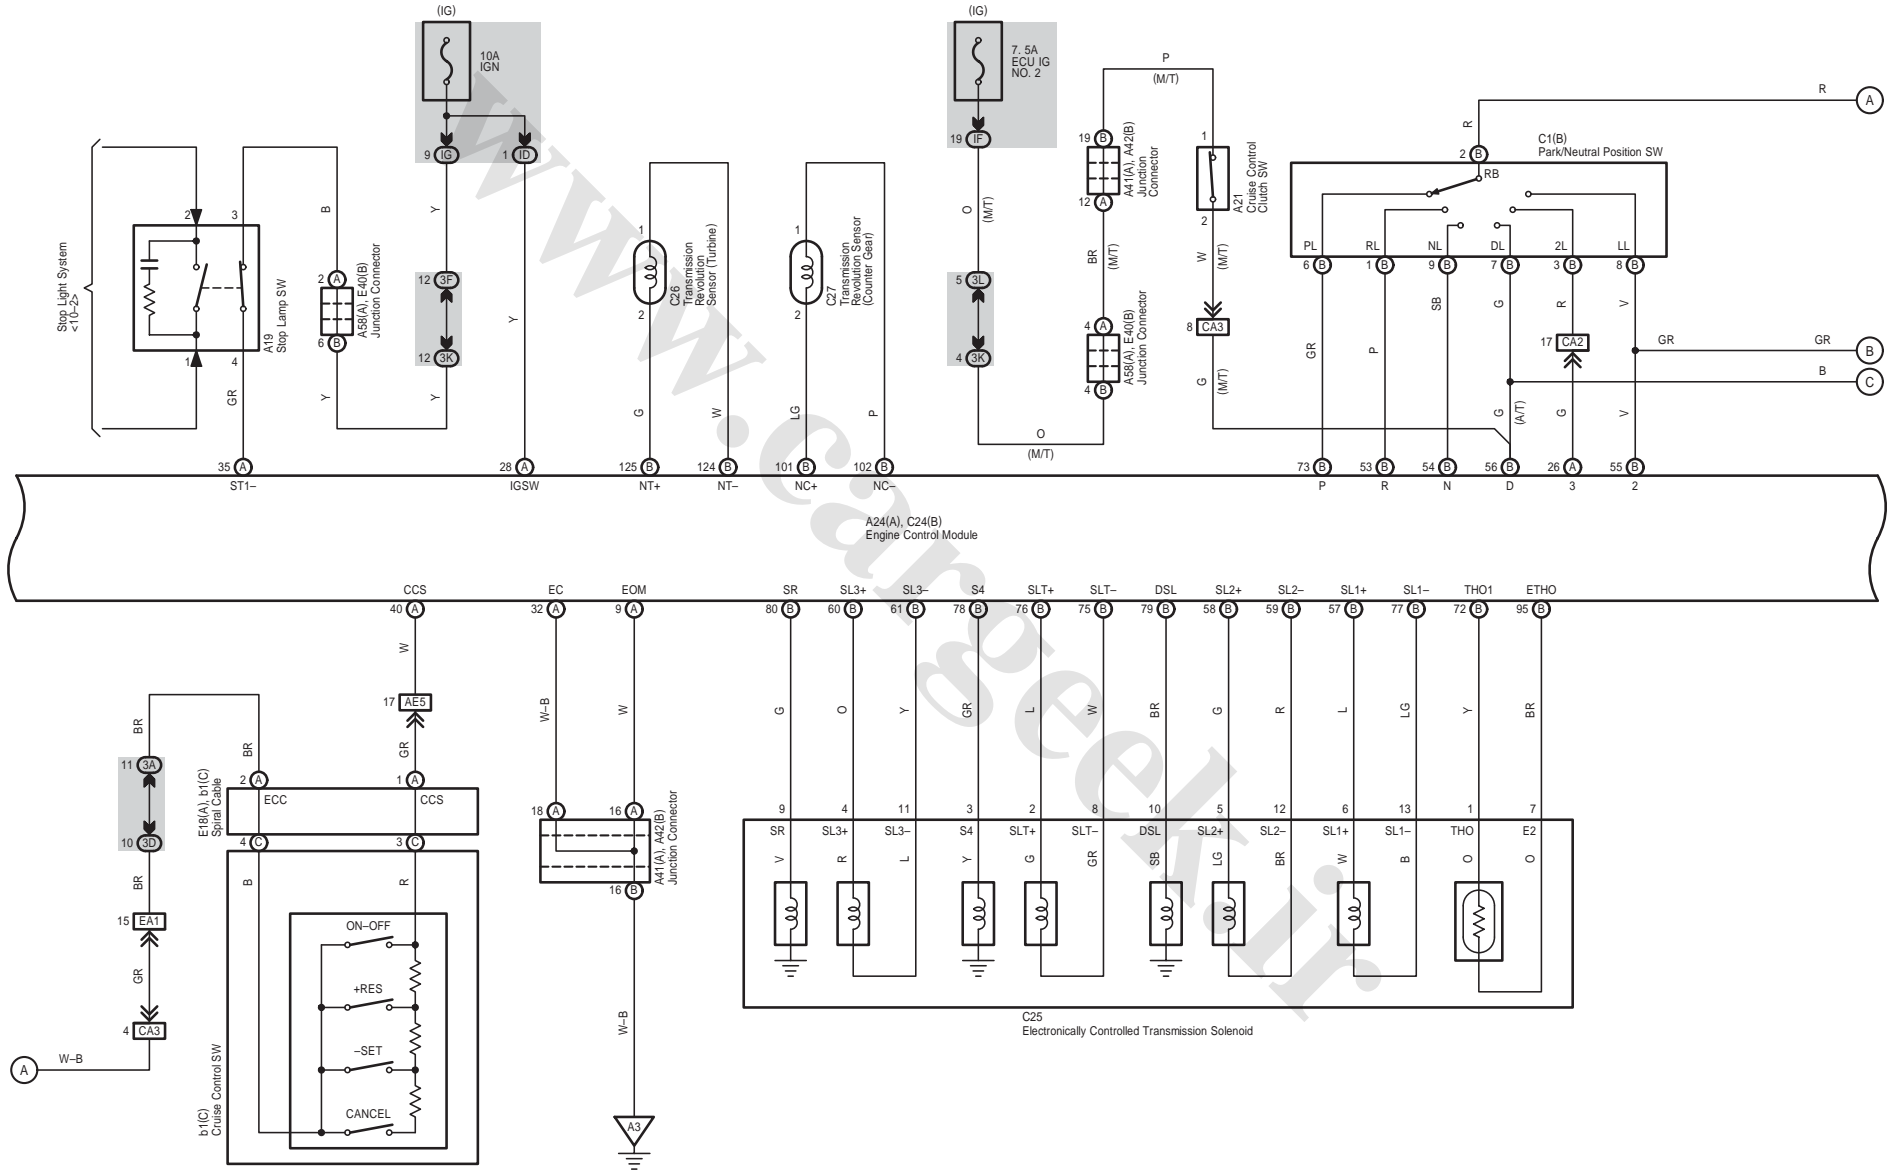 (IG)
10A
IGN
9 IG
1 ID
(IG)
7. 5A
ECU IG
NO. 2
19 IF
P
(M/T)
R
A
R
C1(B)
Park/Neutral Position SW
2 B
RB
PL
RL
NL
DL
2L
LL
6 B
1 B
9 B
7 B
3 B
8 B
Stop Light System
<10–2>
2
3
1
4
A19
Stop Lamp SW
GR
B
2 A
6 B
A58(A), E40(B)
Junction Connector
Y
Y
12 3F
12 3K
Y
Y
1
2
C26
Transmission
Revolution
Sensor (Turbine)
G
W
1
2
C27
Transmission
Revolution Sensor
(Counter Gear)
LG
P
O
(M/T)
5 3L
4 3K
O
(M/T)
19 B
12 A
A41(A), A42(B)
Junction
Connector
BR
(M/T)
4 A
4 B
A58(A), E40(B)
Junction Connector
1
2
A21
Cruise Control
Clutch SW
W
(M/T)
8 CA3
G
(M/T)
GR
P
SB
G
G
(A/T)
R
17 CA2
G
V
V
GR
GR
B
B
C
35 A
28 A
125 B
124 B
101 B
102 B
73 B
53 B
54 B
56 B
26 A
55 B
ST1–
IGSW
NT+
NT–
NC+
NC–
P
R
N
D
3
2
A24(A), C24(B)
Engine Control Module
CCS
EC
EOM
SR
SL3+
SL3–
S4
SLT+
SLT–
DSL
SL2+
SL2–
SL1+
SL1–
THO1
ETHO
40 A
32 A
9 A
80 B
60 B
61 B
78 B
76 B
75 B
79 B
58 B
59 B
57 B
77 B
72 B
95 B
W
17 AE5
GR
W–B
W
G
O
Y
GR
L
W
BR
G
R
L
LG
Y
BR
BR
BR
11 3A
10 3D
BR
15 EA1
GR
4 CA3
W–B
A
2 A
1 A
ECC
CCS
E18(A), b1(C)
Spiral Cable
4 C
3 C
B
R
ON–OFF
+RES
–SET
CANCEL
b1(C)
Cruise Control SW
18 A
16 A
16 B
A41(A), A42(B)
Junction Connector
W–B
A3
9
4
11
3
2
8
10
5
12
6
13
1
7
SR
SL3+
SL3–
S4
SLT+
SLT–
DSL
SL2+
SL2–
SL1+
SL1–
THO
E2
V
R
L
Y
G
GR
SB
LG
BR
W
B
O
O
C25
Electronically Controlled Transmission Solenoid
www.cargeek.ir